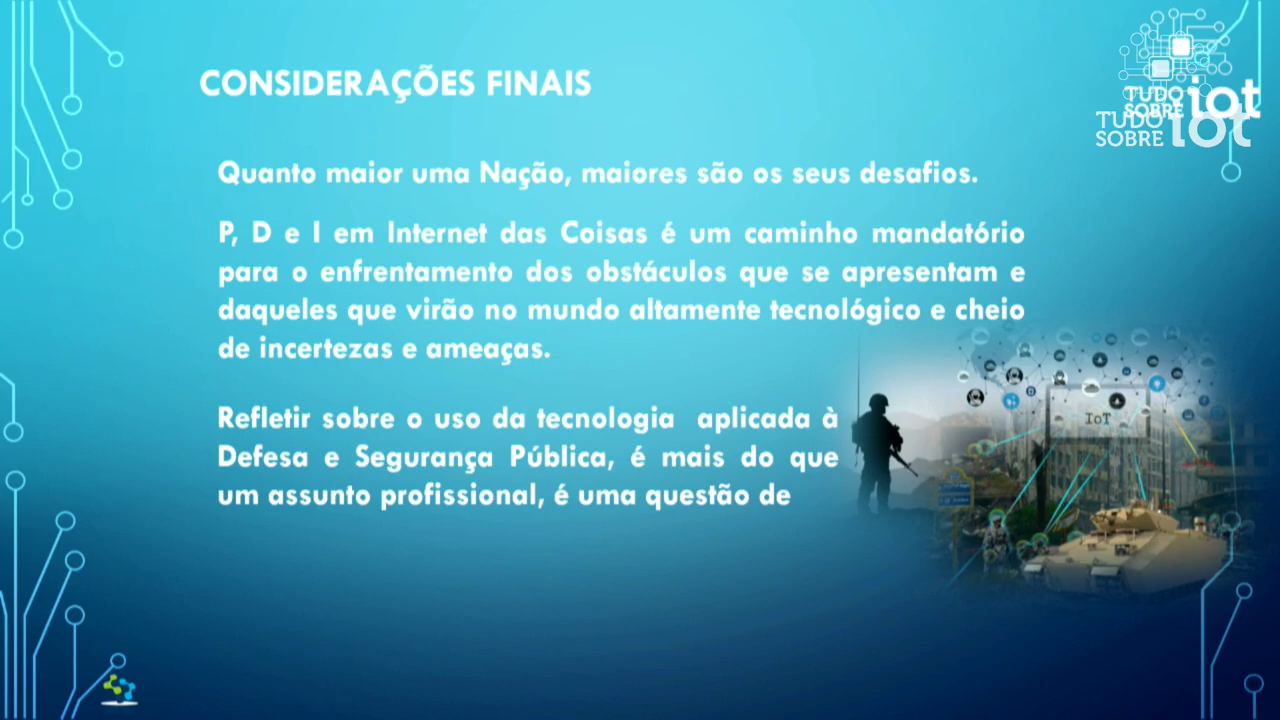 CONSIDERAÇÕES FINAIS
TUDO
SOBRE iot
TUDO
SOBRE iot
Quanto maior uma Nação, maiores são os seus desafios.
P, D e I em Internet das Coisas é um caminho mandatório
para o enfrentamento dos obstáculos que se apresentam e
daqueles que virão no mundo altamente tecnológico e cheio
de incertezas e ameaças.
Refletir sobre o uso da tecnologia aplicada à
Defesa e Segurança Pública, é mais do que
um assunto profissional, é uma questão de
IoT